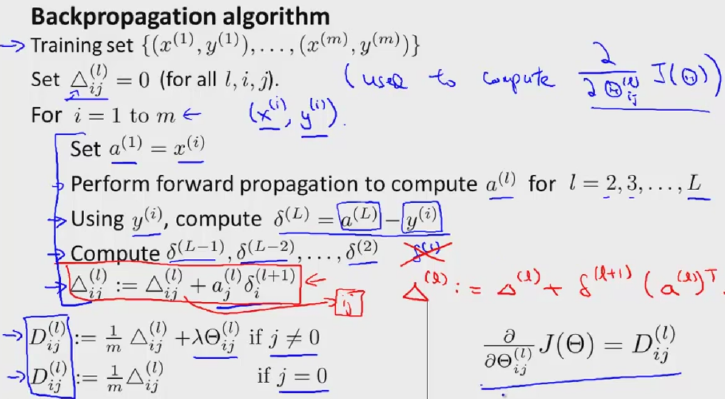 Backpropagation algorithm
→ Training set {(x^(1), y^(1)), . . . , (x^(m), y^(m))}
Set △_ij^(l) = 0 (for all l, i, j). (used to compute ∂/∂Θ_ij^(l) J(Θ))
For i = 1 to m ← (x^(i), y^(i)).
Set a^(1) = x^(i)
→ Perform forward propagation to compute a^(l) for l = 2, 3, . . . , L
→ Using y^(i), compute δ^(L) = a^(L) − y^(i)
→ Compute δ^(L−1), δ^(L−2), . . . , δ^(2) δ^(1)
→ △_ij^(l) := △_ij^(l) + a_j^(l) δ_i^(l+1) ← Δ^(l) := Δ^(l) + δ^(l+1) (a^(l))^T.
ij
→ D_ij^(l) := 1/m △_ij^(l) + λΘ_ij^(l) if j ≠ 0
→ D_ij^(l) := 1/m △_ij^(l) if j = 0
∂/∂Θ_ij^(l) J(Θ) = D_ij^(l)